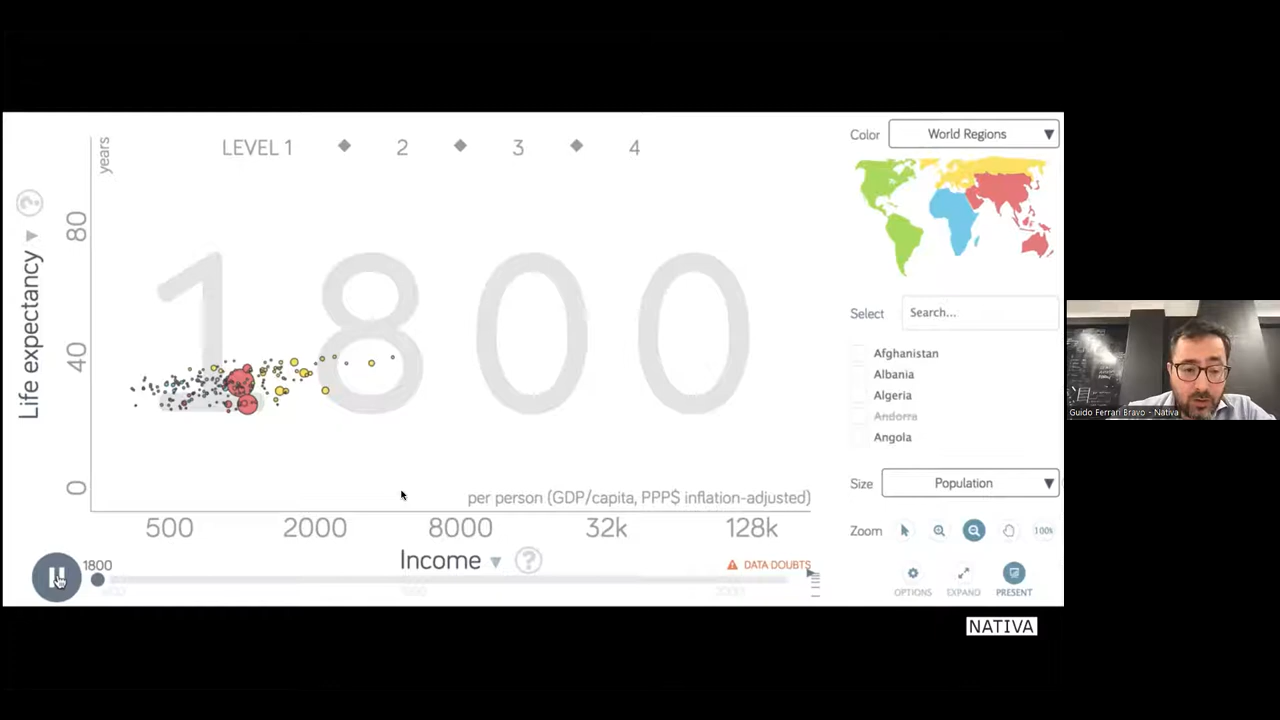 Color World Regions
LEVEL 1 2 3 4
years
80
40
0
Life expectancy
?
1800
Select Search...
Afghanistan
Albania
Algeria
Andorra
Angola
Size Population
Zoom 100%
per person (GDP/capita, PPP$ inflation-adjusted)
500 2000 8000 32k 128k
Income ?
DATA DOUBTS
1800
OPTIONS EXPAND PRESENT
NATIVA
Guido Ferrari Bravo - Nativa